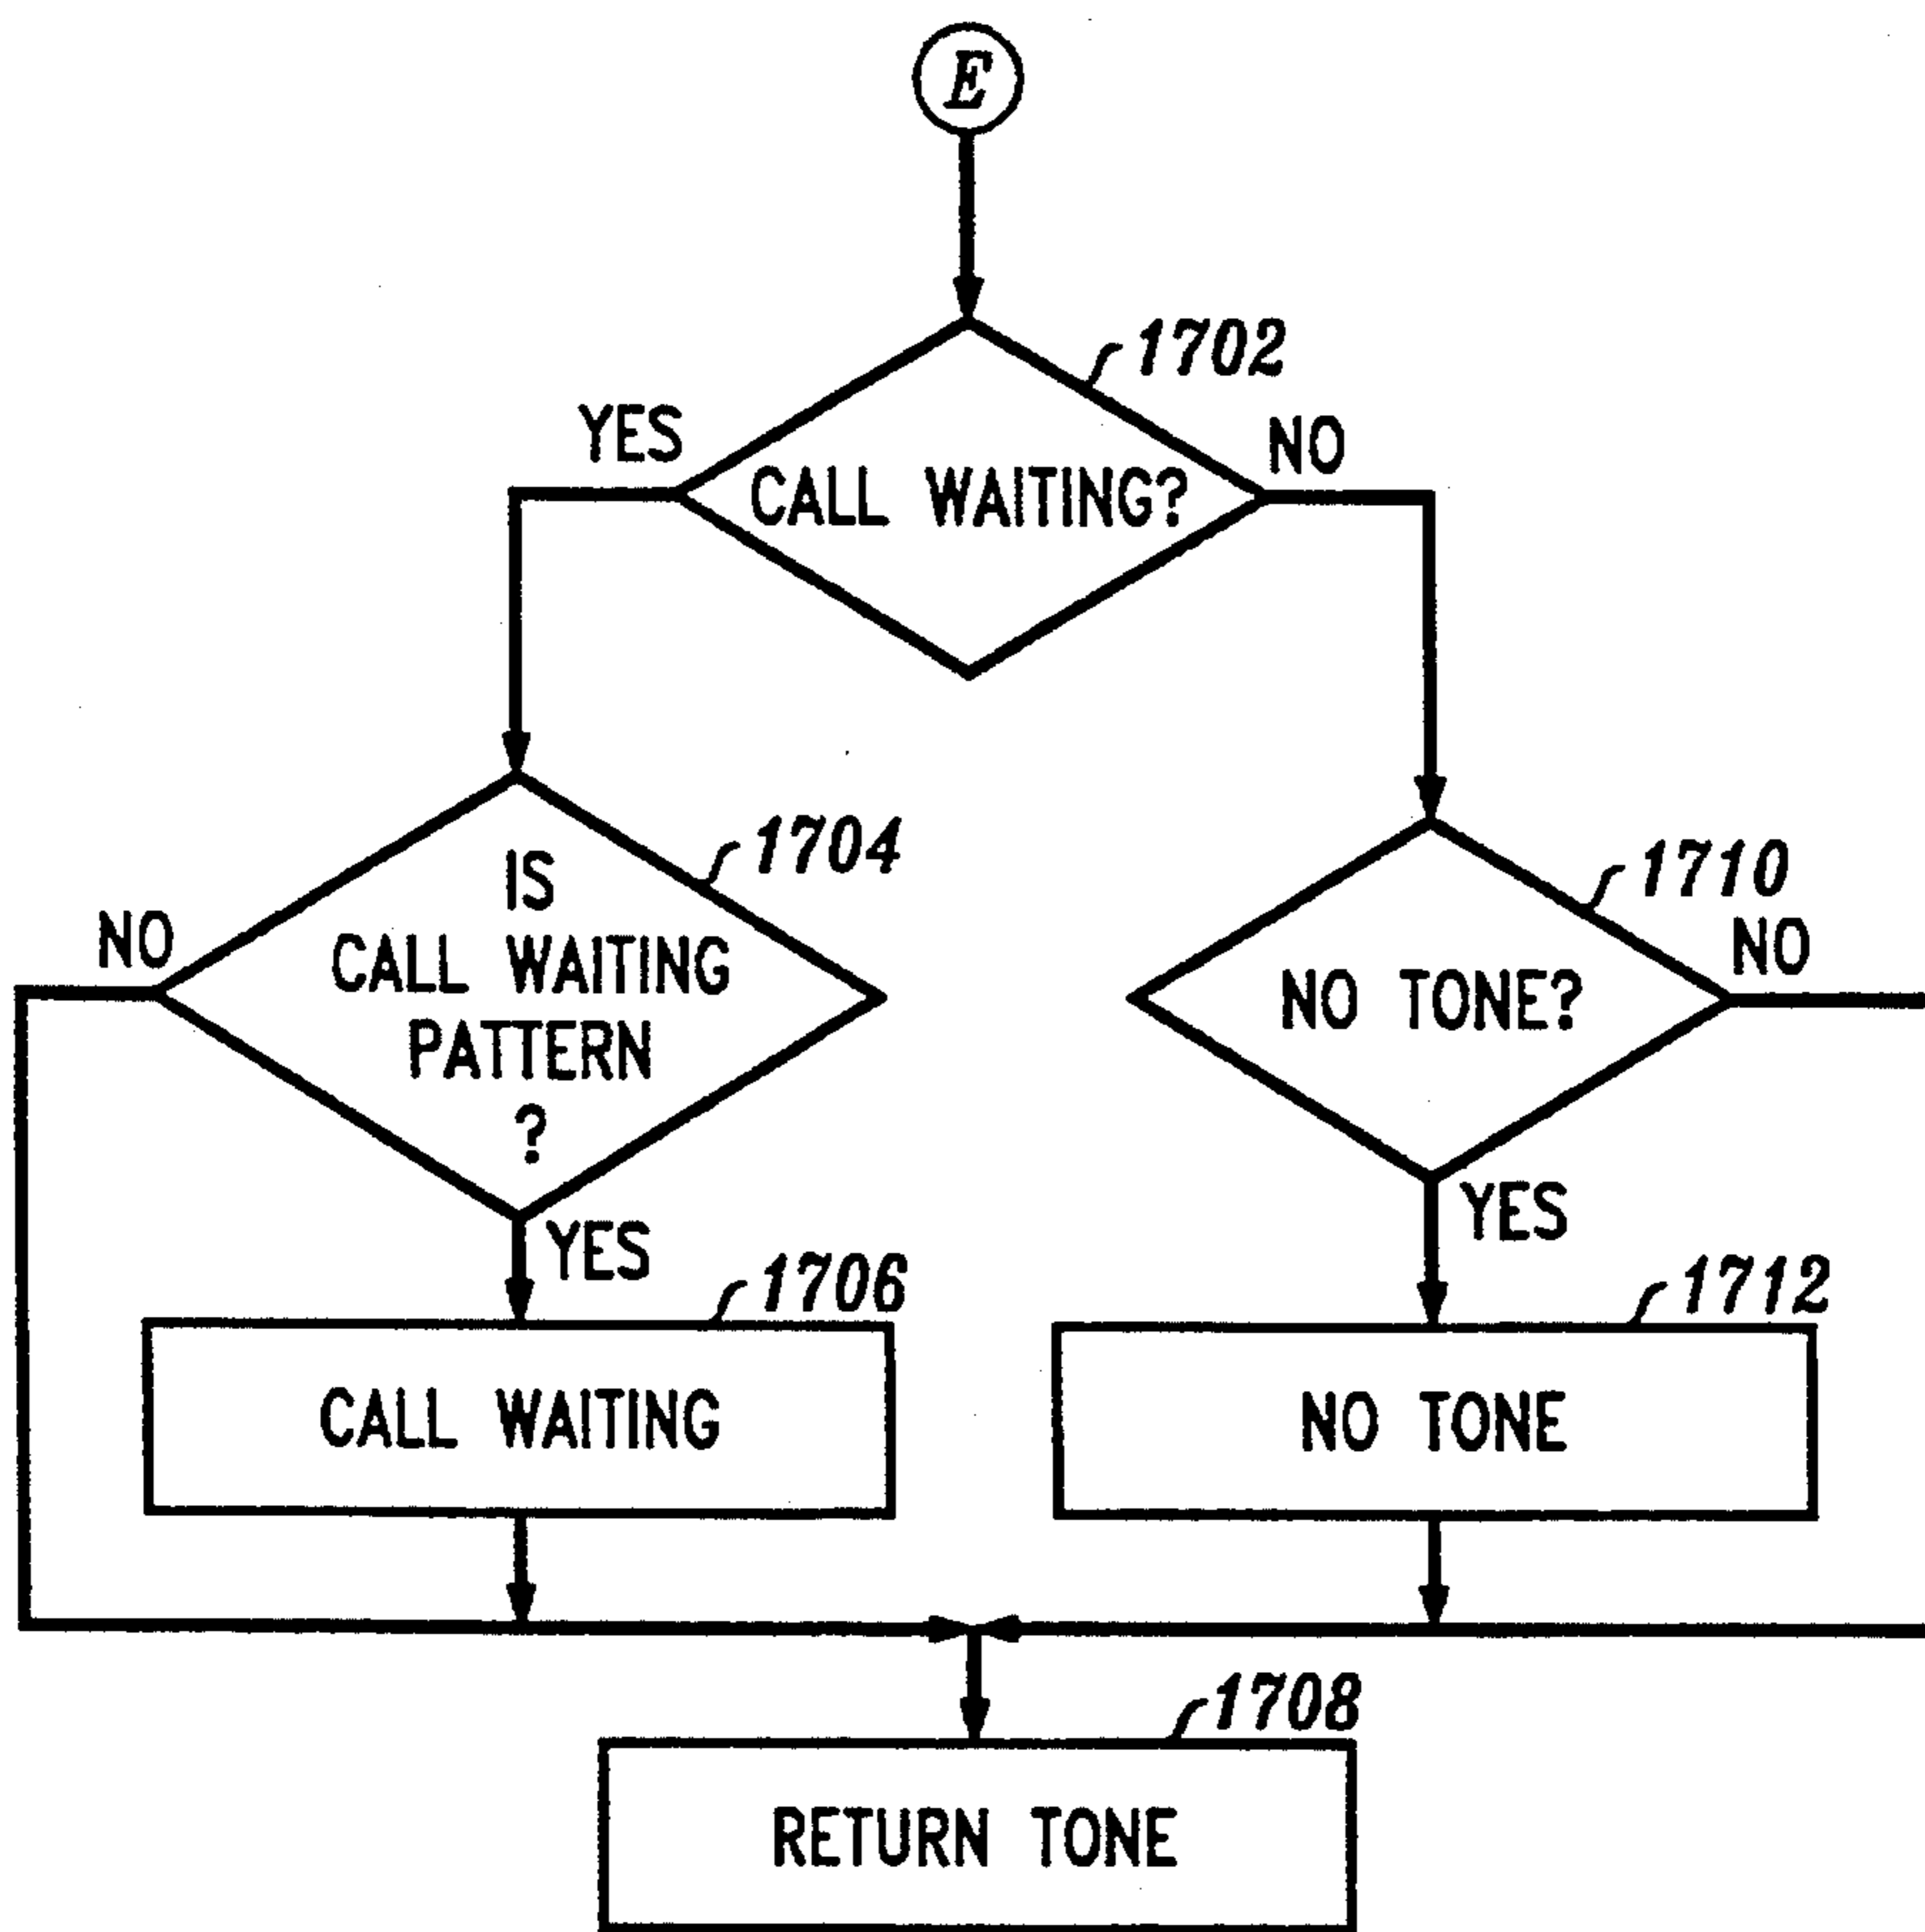 E
1702
YES
NO
CALL WAITING?
1704
IS
CALL WAITING
PATTERN
?
NO
YES
1710
NO TONE?
NO
YES
1706
CALL WAITING
1712
NO TONE
1708
RETURN TONE